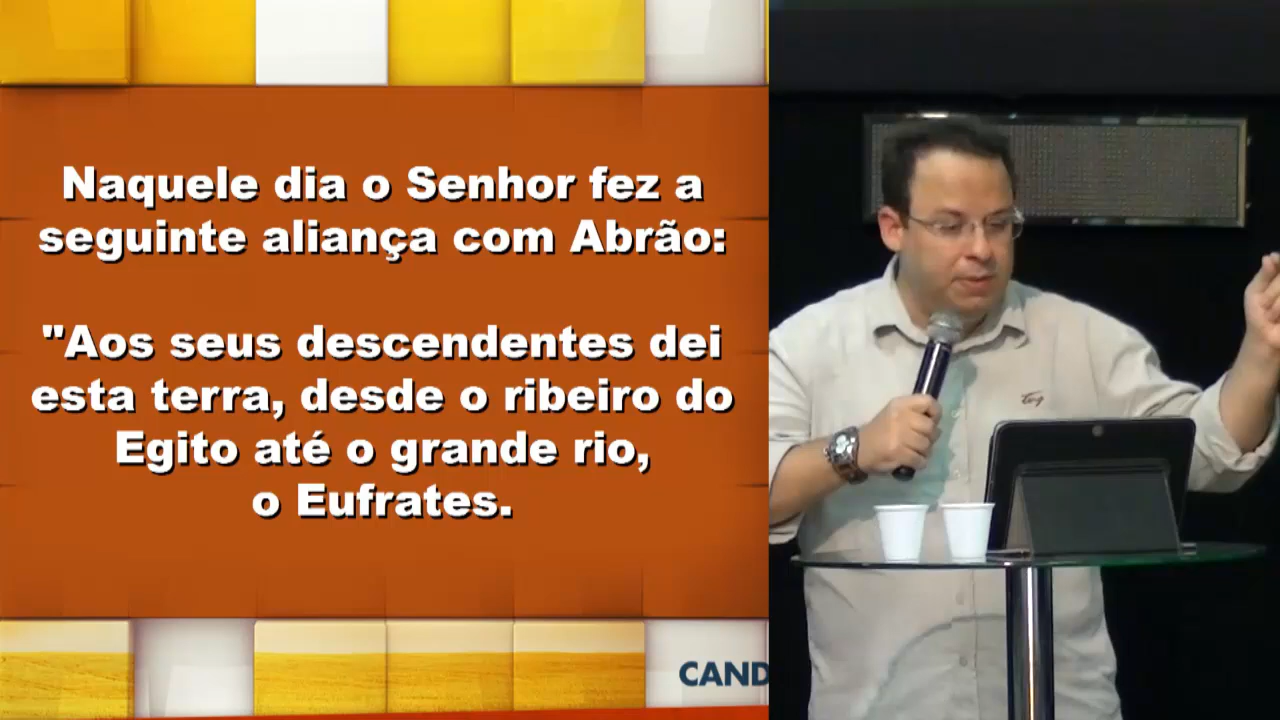 Naquele dia o Senhor fez a
seguinte aliança com Abrão:
"Aos seus descendentes dei
esta terra, desde o ribeiro do
Egito até o grande rio,
o Eufrates.
CAND